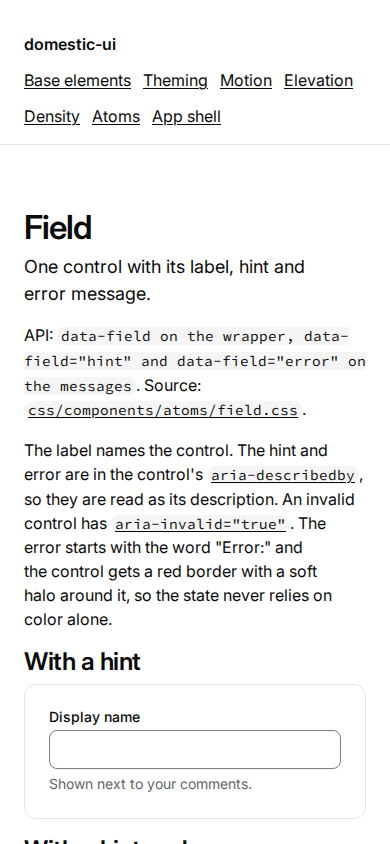 domestic-ui
Base elements Theming Motion Elevation
Density Atoms App shell
Field
One control with its label, hint and
error message.
API: data-field on the wrapper, data-
field="hint" and data-field="error" on
the messages. Source:
css/components/atoms/field.css.
The label names the control. The hint and
error are in the control's aria-describedby,
so they are read as its description. An invalid
control has aria-invalid="true". The
error starts with the word "Error:" and
the control gets a red border with a soft
halo around it, so the state never relies on
color alone.
With a hint
Display name
Shown next to your comments.